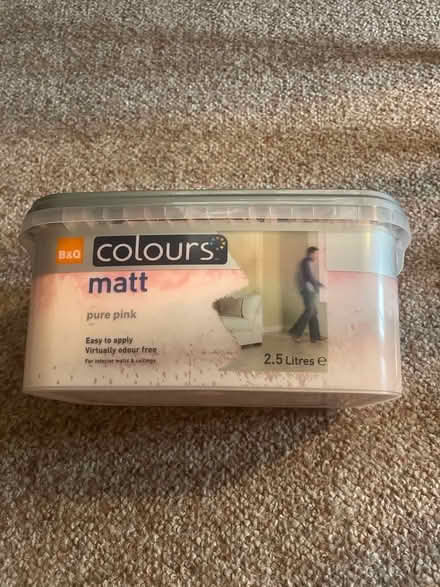 B&Q
colours
matt
pure pink
Easy to apply
Virtually odour free
For interior walls & ceilings
2.5 Litres e